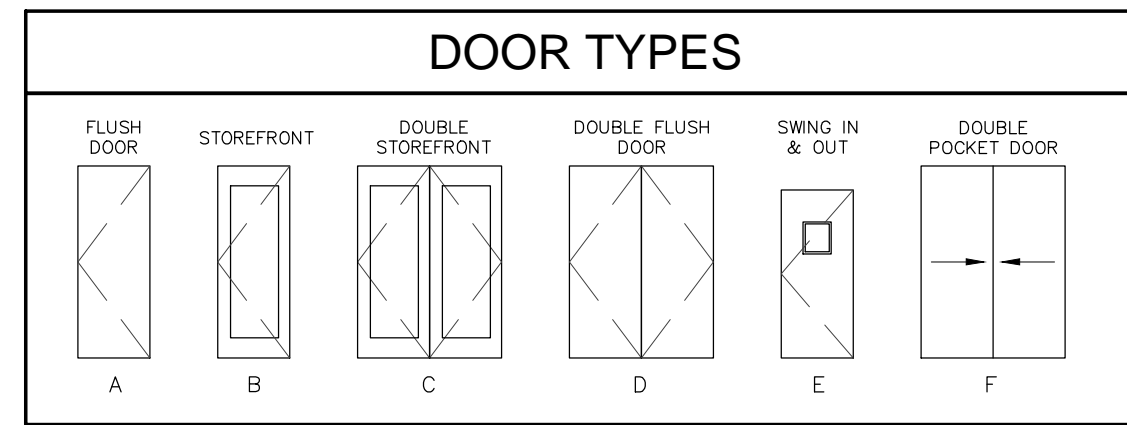 DOOR TYPES
FLUSH
DOOR
STOREFRONT
DOUBLE
STOREFRONT
DOUBLE FLUSH
DOOR
SWING IN
& OUT
DOUBLE
POCKET DOOR
A
B
C
D
E
F